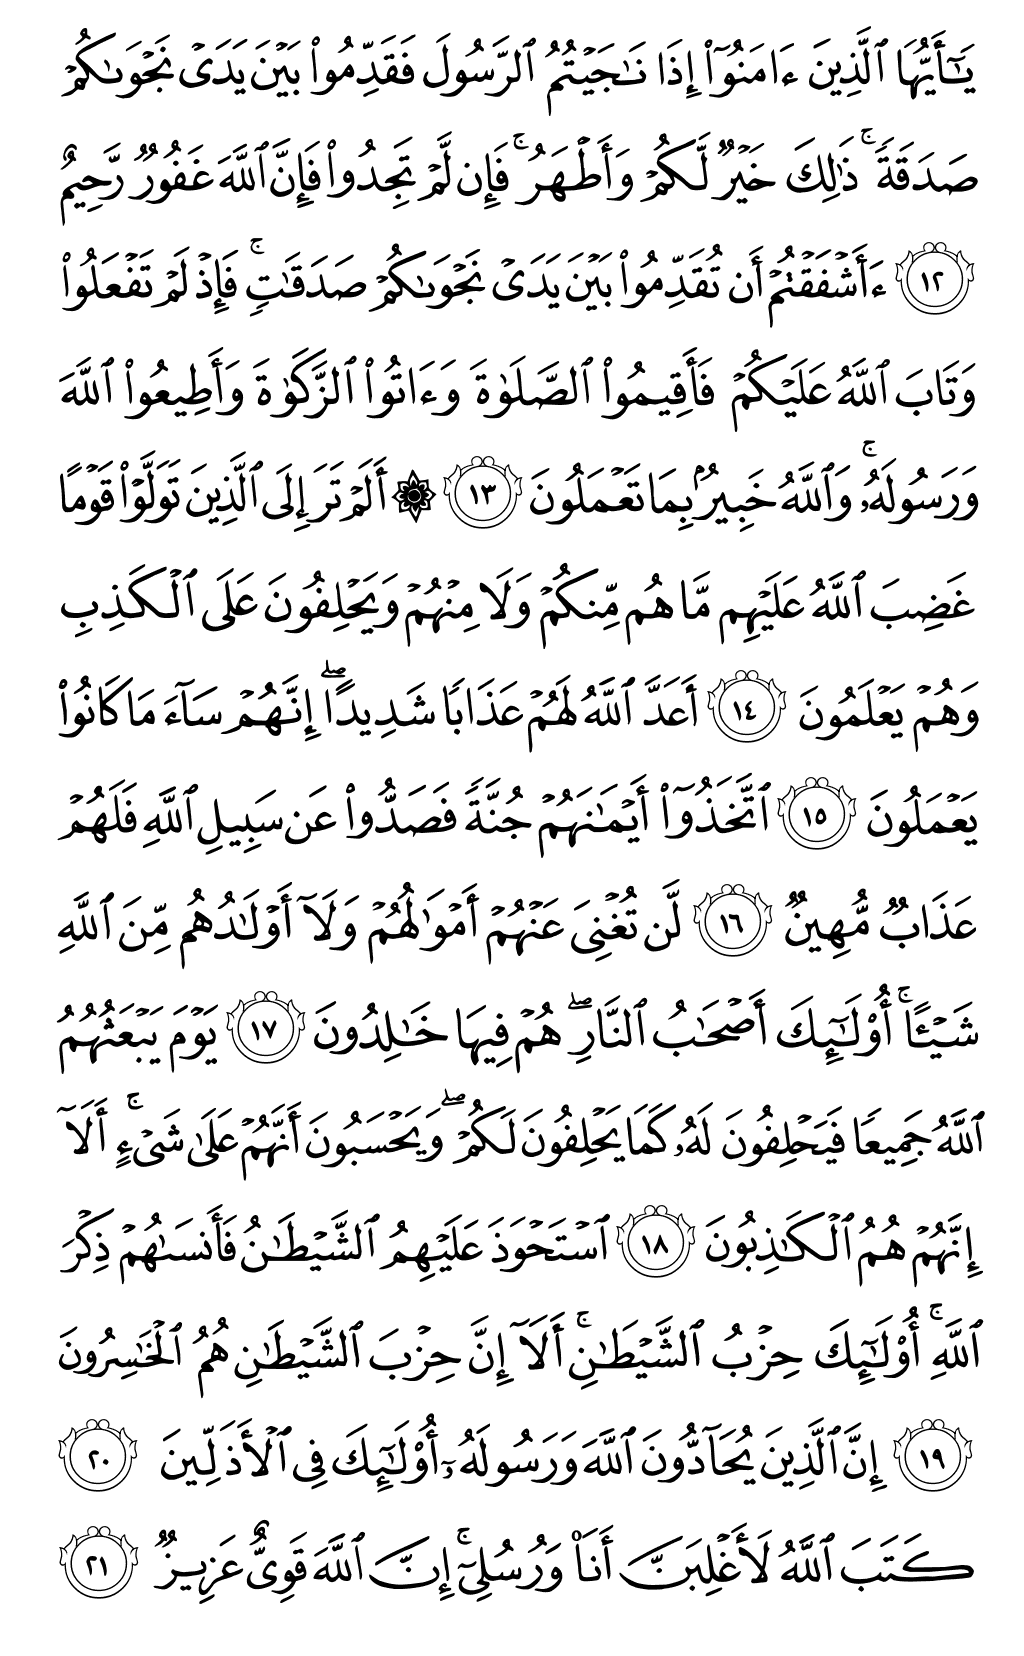 يَـٰٓأَيُّهَا ٱلَّذِينَ ءَامَنُوٓا۟ إِذَا نَـٰجَيْتُمُ ٱلرَّسُولَ فَقَدِّمُوا۟ بَيْنَ يَدَىْ نَجْوَىٰكُمْ
صَدَقَةً ۚ ذَٰلِكَ خَيْرٌ لَّكُمْ وَأَطْهَرُ ۚ فَإِن لَّمْ تَجِدُوا۟ فَإِنَّ ٱللَّهَ غَفُورٌ رَّحِيمٌ
١٢ ءَأَشْفَقْتُمْ أَن تُقَدِّمُوا۟ بَيْنَ يَدَىْ نَجْوَىٰكُمْ صَدَقَـٰتٍ ۚ فَإِذْ لَمْ تَفْعَلُوا۟
وَتَابَ ٱللَّهُ عَلَيْكُمْ فَأَقِيمُوا۟ ٱلصَّلَوٰةَ وَءَاتُوا۟ ٱلزَّكَوٰةَ وَأَطِيعُوا۟ ٱللَّهَ
وَرَسُولَهُۥ ۚ وَٱللَّهُ خَبِيرٌۢ بِمَا تَعْمَلُونَ ١٣ ۞ أَلَمْ تَرَ إِلَى ٱلَّذِينَ تَوَلَّوْا۟ قَوْمًا
غَضِبَ ٱللَّهُ عَلَيْهِم مَّا هُم مِّنكُمْ وَلَا مِنْهُمْ وَيَحْلِفُونَ عَلَى ٱلْكَذِبِ
وَهُمْ يَعْلَمُونَ ١٤ أَعَدَّ ٱللَّهُ لَهُمْ عَذَابًا شَدِيدًا ۖ إِنَّهُمْ سَآءَ مَا كَانُوا۟
يَعْمَلُونَ ١٥ ٱتَّخَذُوٓا۟ أَيْمَـٰنَهُمْ جُنَّةً فَصَدُّوا۟ عَن سَبِيلِ ٱللَّهِ فَلَهُمْ
عَذَابٌ مُّهِينٌ ١٦ لَّن تُغْنِىَ عَنْهُمْ أَمْوَٰلُهُمْ وَلَآ أَوْلَـٰدُهُم مِّنَ ٱللَّهِ
شَيْـًٔا ۚ أُو۟لَـٰٓئِكَ أَصْحَـٰبُ ٱلنَّارِ ۖ هُمْ فِيهَا خَـٰلِدُونَ ١٧ يَوْمَ يَبْعَثُهُمُ
ٱللَّهُ جَمِيعًا فَيَحْلِفُونَ لَهُۥ كَمَا يَحْلِفُونَ لَكُمْ ۖ وَيَحْسَبُونَ أَنَّهُمْ عَلَىٰ شَىْءٍ ۚ أَلَآ
إِنَّهُمْ هُمُ ٱلْكَـٰذِبُونَ ١٨ ٱسْتَحْوَذَ عَلَيْهِمُ ٱلشَّيْطَـٰنُ فَأَنسَىٰهُمْ ذِكْرَ
ٱللَّهِ ۚ أُو۟لَـٰٓئِكَ حِزْبُ ٱلشَّيْطَـٰنِ ۚ أَلَآ إِنَّ حِزْبَ ٱلشَّيْطَـٰنِ هُمُ ٱلْخَـٰسِرُونَ
١٩ إِنَّ ٱلَّذِينَ يُحَآدُّونَ ٱللَّهَ وَرَسُولَهُۥٓ أُو۟لَـٰٓئِكَ فِى ٱلْأَذَلِّينَ ٢٠
كَتَبَ ٱللَّهُ لَأَغْلِبَنَّ أَنَا۠ وَرُسُلِىٓ ۚ إِنَّ ٱللَّهَ قَوِىٌّ عَزِيزٌ ٢١